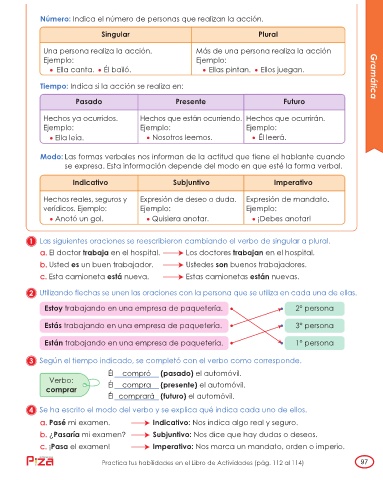 Número: Indica el número de personas que realizan la acción.
Singular Plural
Una persona realiza la acción. Más de una persona realiza la acción
Ejemplo: Ejemplo:
• Ella canta. • Él bailó. • Ellas pintan. • Ellos juegan.
Gramática
Tiempo: Indica si la acción se realiza en:
Pasado Presente Futuro
Hechos ya ocurridos. Hechos que están ocurriendo. Hechos que ocurrirán.
Ejemplo: Ejemplo: Ejemplo:
• Ella leía. • Nosotros leemos. • Él leerá.
Modo: Las formas verbales nos informan de la actitud que tiene el hablante cuando
se expresa. Esta información depende del modo en que esté la forma verbal.
Indicativo Subjuntivo Imperativo
Hechos reales, seguros y Expresión de deseo o duda. Expresión de mandato.
verídicos. Ejemplo: Ejemplo: Ejemplo:
• Anotó un gol. • Quisiera anotar. • ¡Debes anotar!
1 Las siguientes oraciones se reescribieron cambiando el verbo de singular a plural.
a. El doctor trabaja en el hospital. Los doctores trabajan en el hospital.
b. Usted es un buen trabajador. Ustedes son buenos trabajadores.
c. Esta camioneta está nueva. Estas camionetas están nuevas.
2 Utilizando flechas se unen las oraciones con la persona que se utiliza en cada una de ellas.
Estoy trabajando en una empresa de paquetería. 2° persona
Estás trabajando en una empresa de paquetería. 3° persona
Están trabajando en una empresa de paquetería. 1° persona
3 Según el tiempo indicado, se completó con el verbo como corresponde.
Verbo:
comprar
Él compró (pasado) el automóvil.
Él compra (presente) el automóvil.
Él comprará (futuro) el automóvil.
4 Se ha escrito el modo del verbo y se explica qué indica cada uno de ellos.
a. Pasé mi examen. Indicativo: Nos indica algo real y seguro.
b. ¿Pasaría mi examen? Subjuntivo: Nos dice que hay dudas o deseos.
c. ¡Pasa el examen! Imperativo: Nos marca un mandato, orden o imperio.
Piza Practica tus habilidades en el Libro de Actividades (pág. 112 al 114) 97